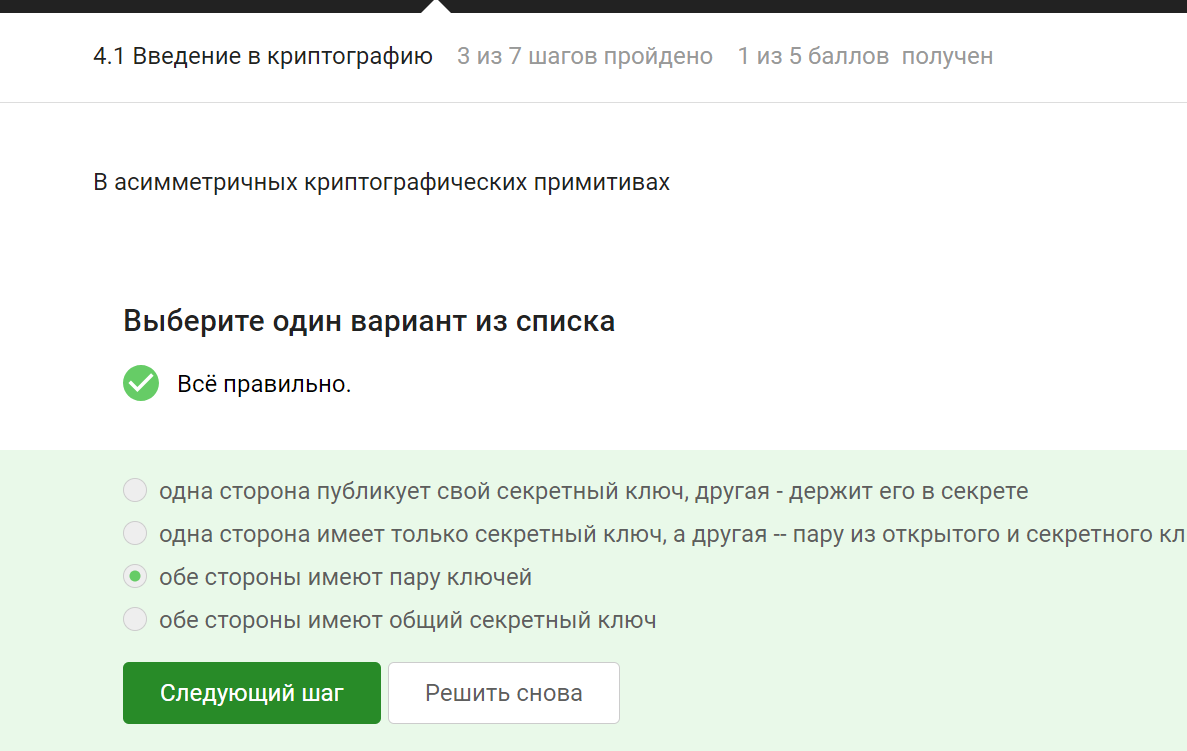 4.1 Введение в криптографию 3 из 7 шагов пройдено 1 из 5 баллов получен
В асимметричных криптографических примитивах
Выберите один вариант из списка
Всё правильно.
одна сторона публикует свой секретный ключ, другая - держит его в секрете
одна сторона имеет только секретный ключ, а другая -- пару из открытого и секретного кл
обе стороны имеют пару ключей
обе стороны имеют общий секретный ключ
Следующий шаг Решить снова